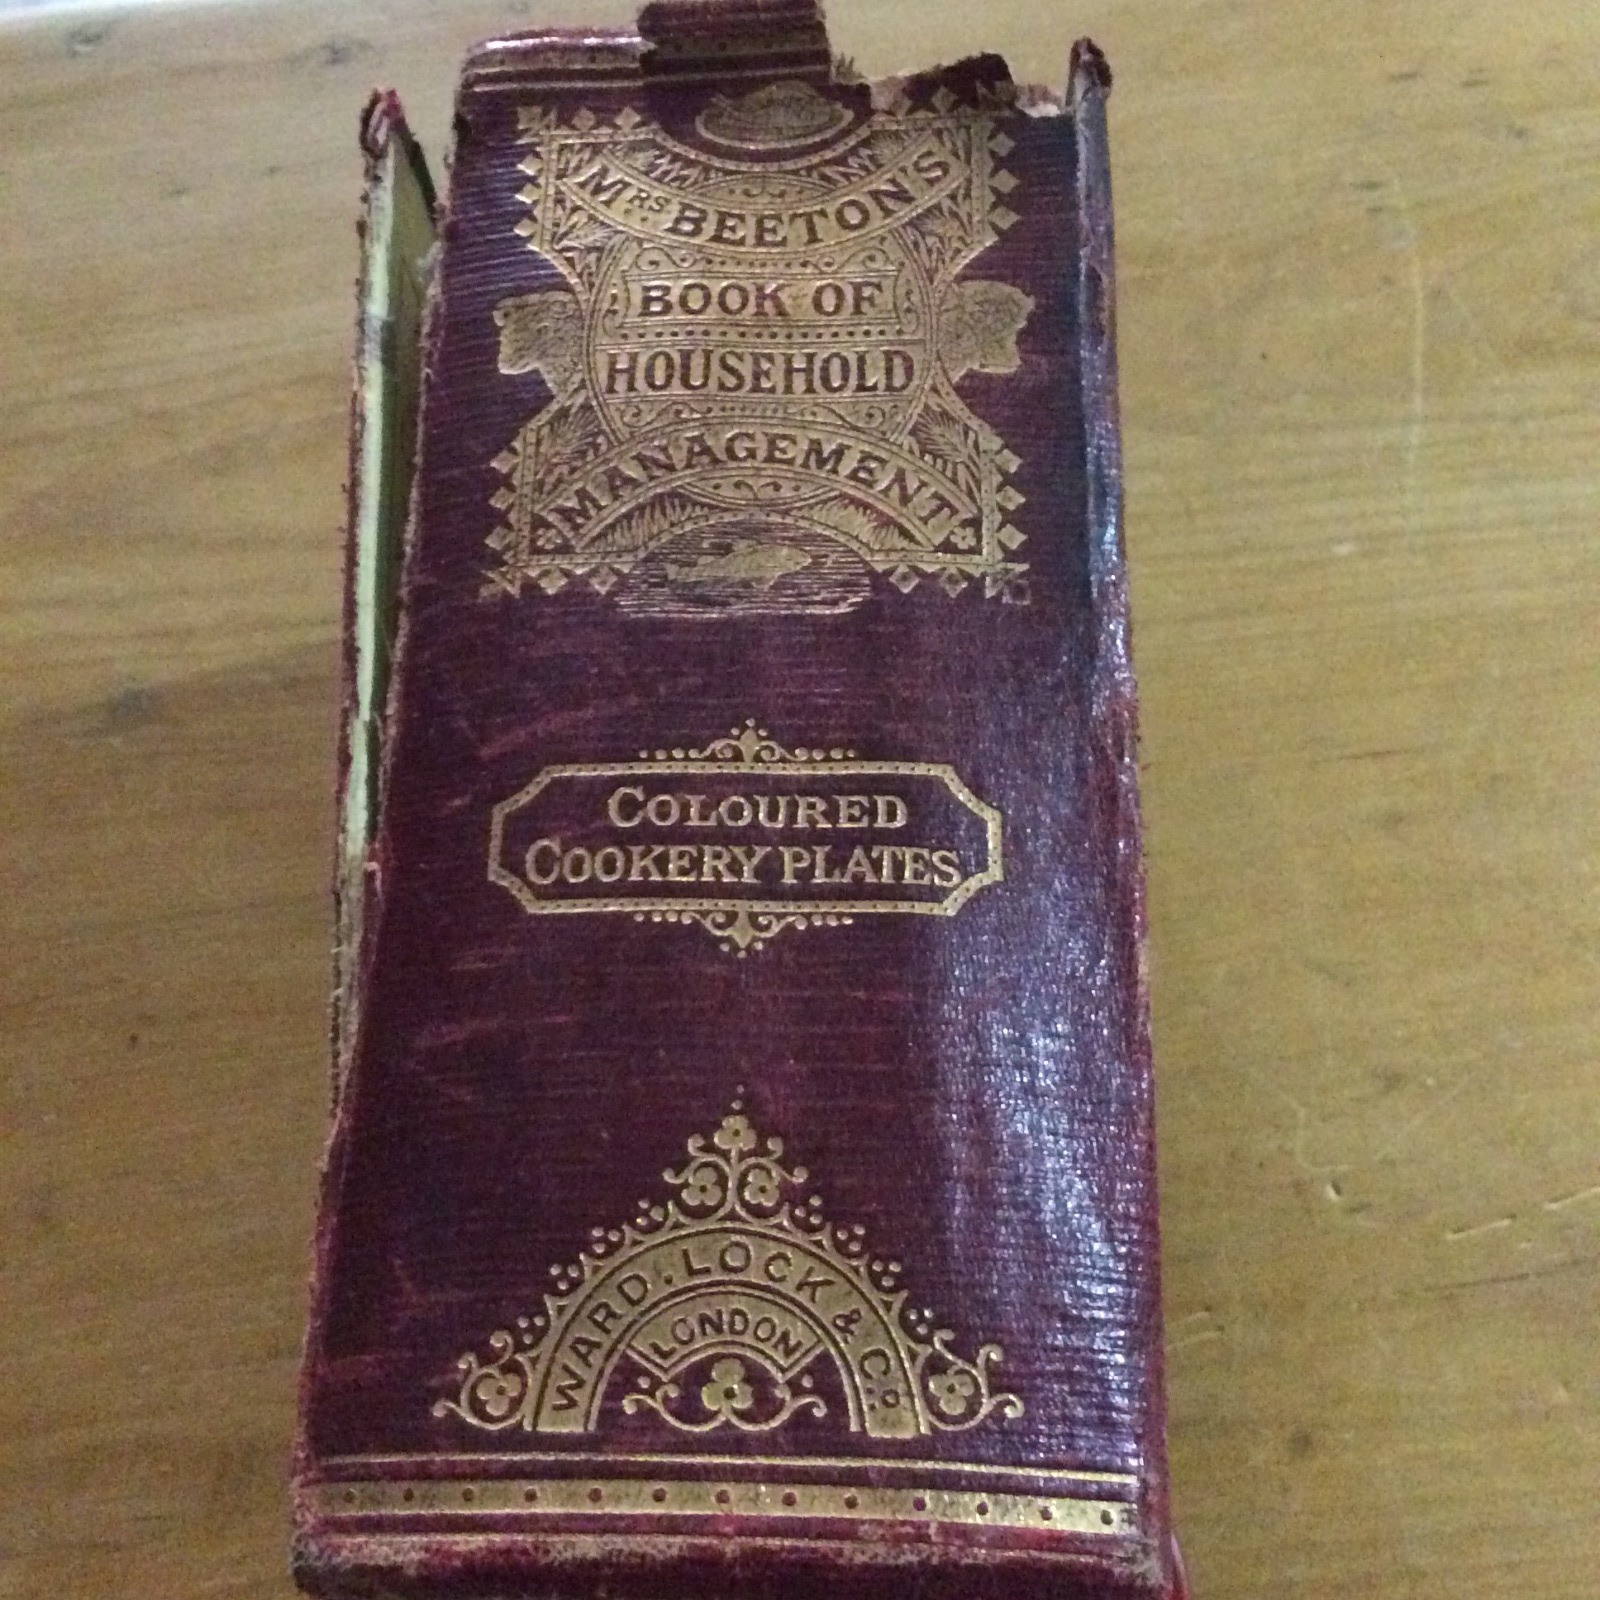 MRS BEETON'S
BOOK OF
HOUSEHOLD
MANAGEMENT
COLOURED
COOKERY PLATES
WARD, LOCK & CO
LONDON